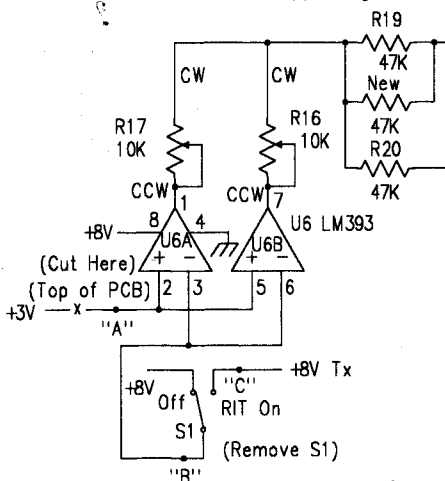 R19
47K
New
47K
R20
47K
CW
CW
R17
10K
R16
10K
CCW
1
CCW
7
+8V
8
4
U6A
U6B
U6 LM393
(Cut Here)
+
−
+
−
(Top of PCB)
2
3
5
6
+3V
x
"A"
+8V
Off
"C"
+8V Tx
RIT On
S1
(Remove S1)
"B"